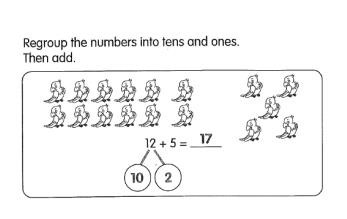 Regroup the numbers into tens and ones.
Then add.
12 + 5 = 17
10 2